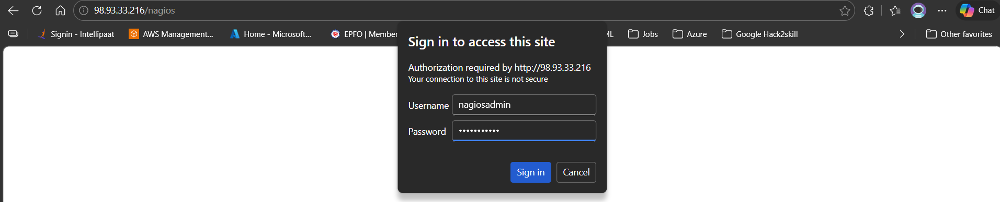 98.93.33.216/nagios
Chat
Signin - Intellipaat
AWS Management...
Home - Microsoft...
EPFO | Member
ML
Jobs
Azure
Google Hack2skill
Other favorites
Sign in to access this site
Authorization required by http://98.93.33.216
Your connection to this site is not secure
Username nagiosadmin
Password •••••••••••
Sign in Cancel